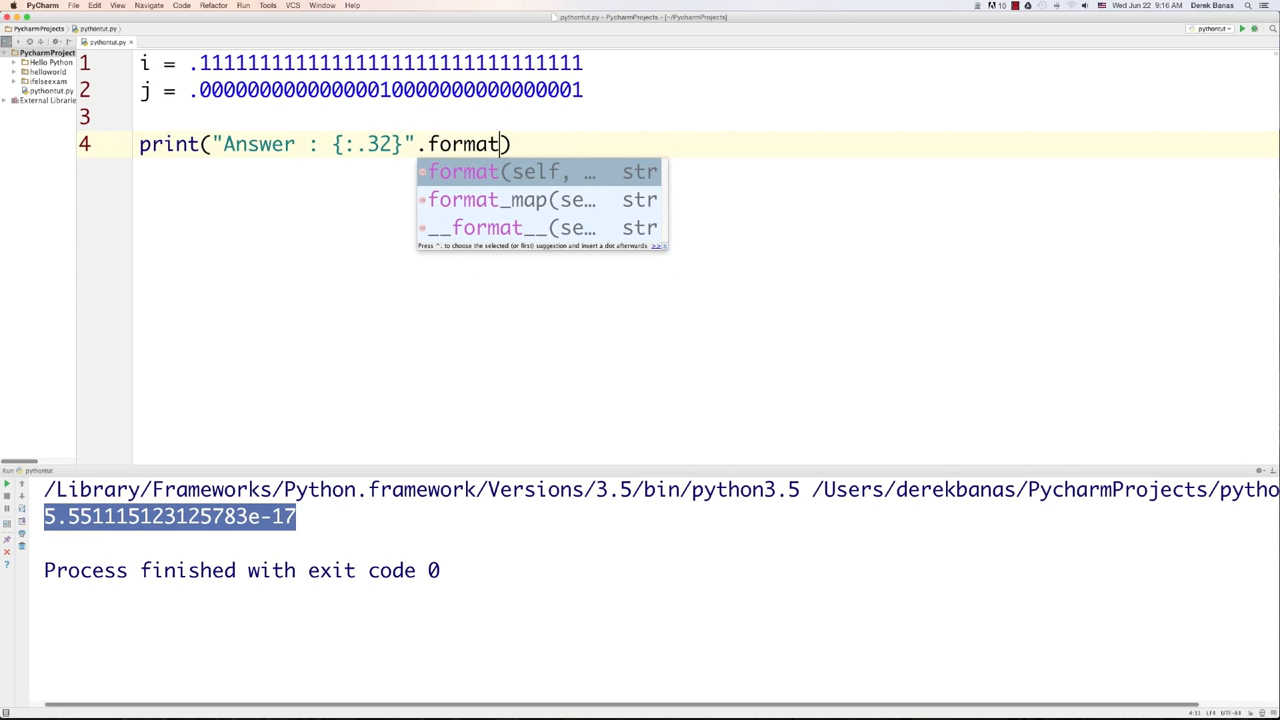 PyCharm File Edit View Navigate Code Refactor Run Tools VCS Window Help 10 Wed Jun 22 9:16 AM Derek Banas
pythontut.py - PycharmProjects - [~/PycharmProjects]
PycharmProjects pythontut.py pythontut
pythontut.py
PycharmProject
Hello Python
helloworld
ifelseexam
pythontut.py
External Librarie
1 i = .11111111111111111111111111111111
2 j = .00000000000000010000000000000001
3
4 print("Answer : {:.32}".format)
format(self, … str
format_map(se… str
__format__(se… str
Press ^. to choose the selected (or first) suggestion and insert a dot afterwards >>
Run pythontut
/Library/Frameworks/Python.framework/Versions/3.5/bin/python3.5 /Users/derekbanas/PycharmProjects/pytho
5.551115123125783e-17
Process finished with exit code 0
4:31 LF÷ UTF-8÷